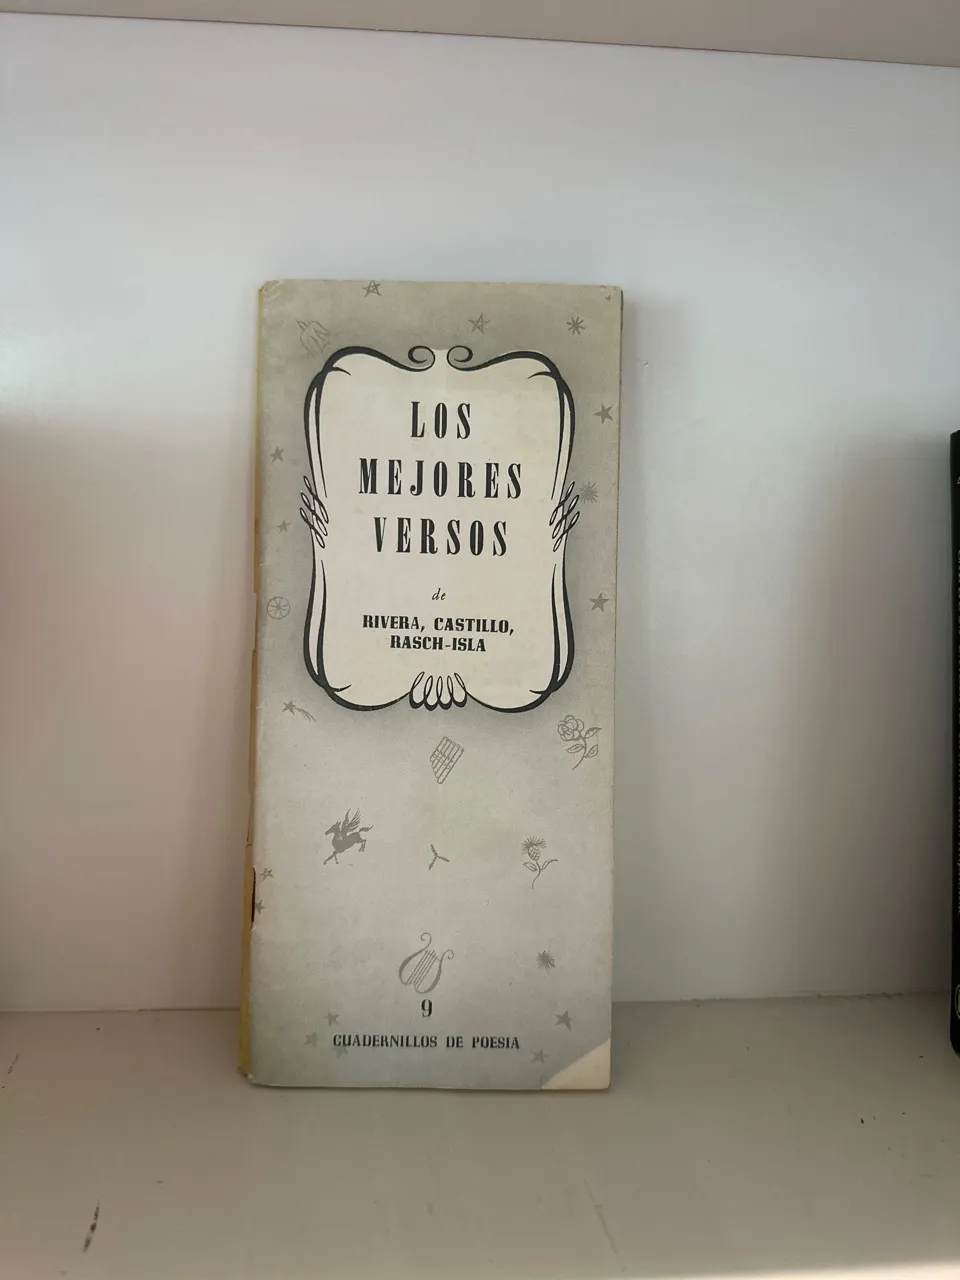 LOS
MEJORES
VERSOS
de
RIVERA, CASTILLO,
RASCH-ISLA
9
CUADERNILLOS DE POESIA